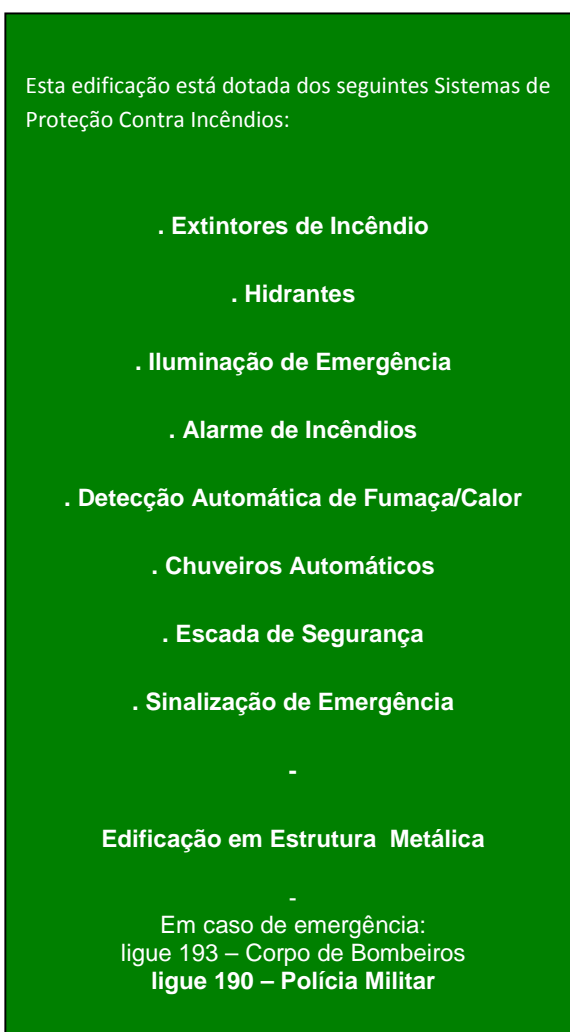 Esta edificação está dotada dos seguintes Sistemas de
Proteção Contra Incêndios:
. Extintores de Incêndio
. Hidrantes
. Iluminação de Emergência
. Alarme de Incêndios
. Detecção Automática de Fumaça/Calor
. Chuveiros Automáticos
. Escada de Segurança
. Sinalização de Emergência
-
Edificação em Estrutura  Metálica
-
Em caso de emergência:
ligue 193 – Corpo de Bombeiros
ligue 190 – Polícia Militar